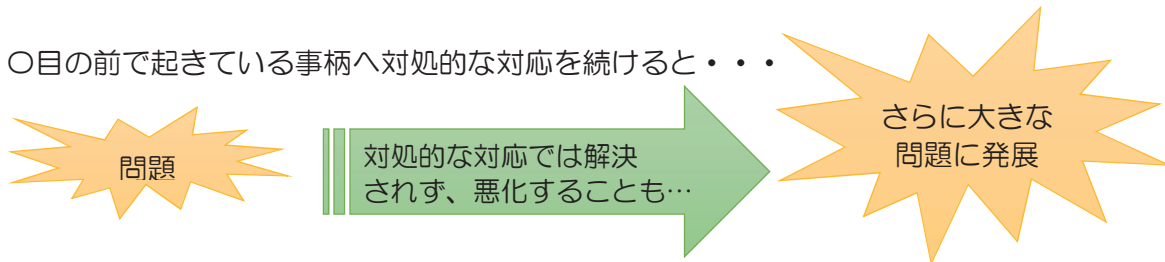 〇目の前で起きている事柄へ対処的な対応を続けると・・・
問題
対処的な対応では解決
されず、悪化することも…
さらに大きな
問題に発展